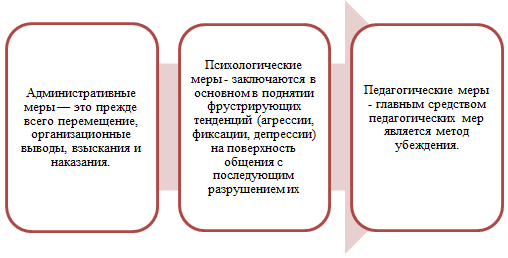 Административные
меры — это прежде
всего перемещение,
организационные
выводы, взыскания и
наказания.
Психологические
меры - заключаются в
основном в поднятии
фрустрирующих
тенденций (агрессии,
фиксации, депрессии)
на поверхность
общения с
последующим
разрушением их
Педагогические меры
- главным средством
педагогических мер
является метод
убеждения.